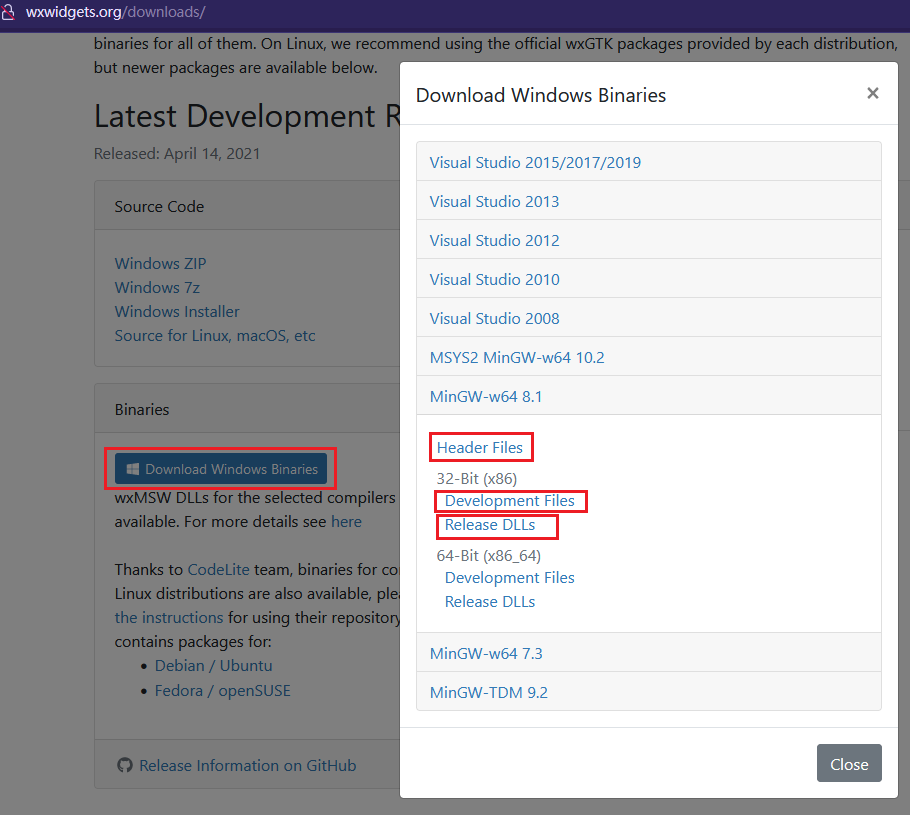 wxwidgets.org/downloads/
binaries for all of them. On Linux, we recommend using the official wxGTK packages provided by each distribution,
but newer packages are available below.
Latest Development R
Released: April 14, 2021
Source Code
Windows ZIP
Windows 7z
Windows Installer
Source for Linux, macOS, etc
Binaries
Download Windows Binaries
wxMSW DLLs for the selected compilers
available. For more details see here
Thanks to CodeLite team, binaries for
Linux distributions are also available,
the instructions for using their repository
contains packages for:
• Debian / Ubuntu
• Fedora / openSUSE
Release Information on GitHub
Download Windows Binaries
×
Visual Studio 2015/2017/2019
Visual Studio 2013
Visual Studio 2012
Visual Studio 2010
Visual Studio 2008
MSYS2 MinGW-w64 10.2
MinGW-w64 8.1
Header Files
32-Bit (x86)
Development Files
Release DLLs
64-Bit (x86_64)
Development Files
Release DLLs
MinGW-w64 7.3
MinGW-TDM 9.2
Close